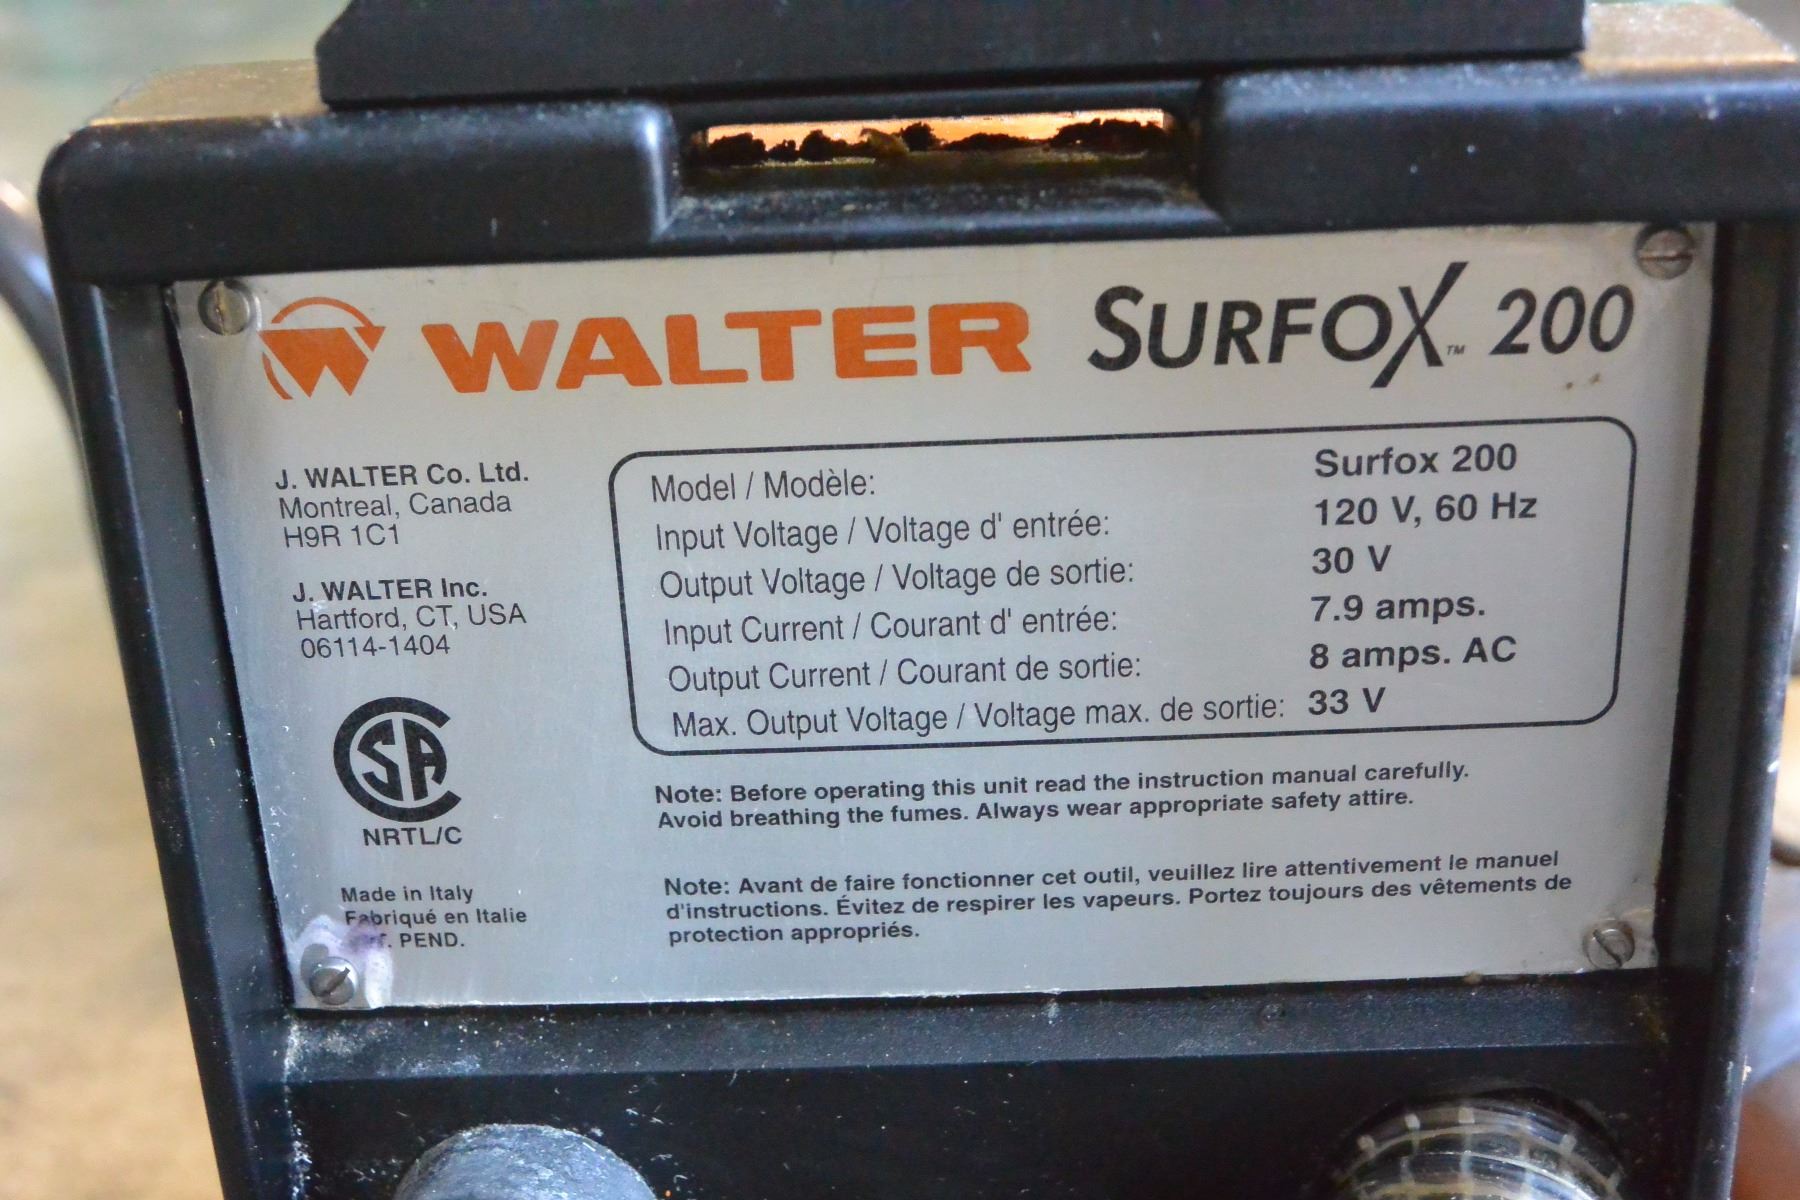 WALTER SURFOX™ 200
J. WALTER Co. Ltd.
Montreal, Canada
H9R 1C1
J. WALTER Inc.
Hartford, CT, USA
06114-1404
SA
NRTL/C
Made in Italy
Fabriqué en Italie
PEND.
Model / Modèle: Surfox 200
Input Voltage / Voltage d' entrée: 120 V, 60 Hz
Output Voltage / Voltage de sortie: 30 V
Input Current / Courant d' entrée: 7.9 amps.
Output Current / Courant de sortie: 8 amps. AC
Max. Output Voltage / Voltage max. de sortie: 33 V
Note: Before operating this unit read the instruction manual carefully.
Avoid breathing the fumes. Always wear appropriate safety attire.
Note: Avant de faire fonctionner cet outil, veuillez lire attentivement le manuel
d'instructions. Évitez de respirer les vapeurs. Portez toujours des vêtements de
protection appropriés.